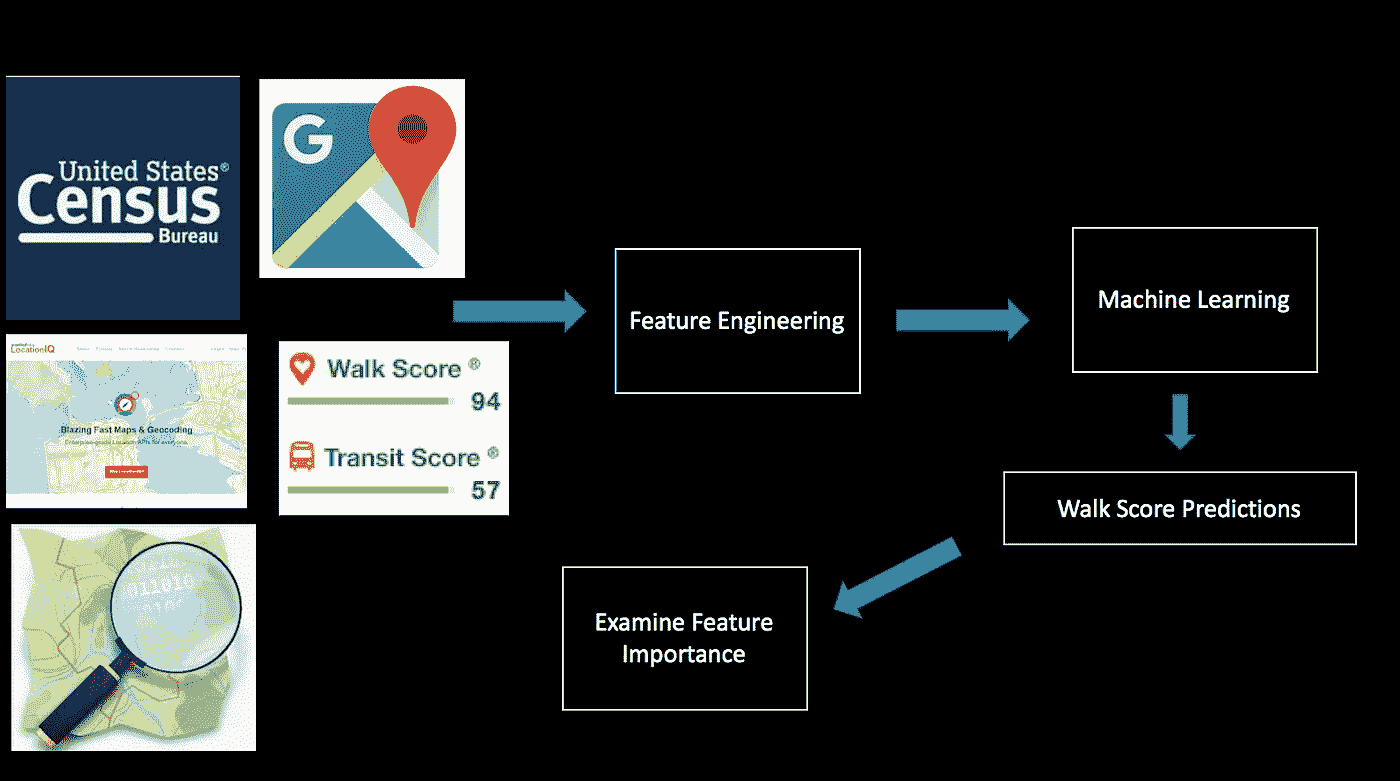 United States®
Census
Bureau
G
LocationIQ
Blazing Fast Maps & Geocoding
Enterprise-grade Location APIs for everyone.
Walk Score ®
94
Transit Score ®
57
011010
Feature Engineering
Machine Learning
Walk Score Predictions
Examine Feature
Importance